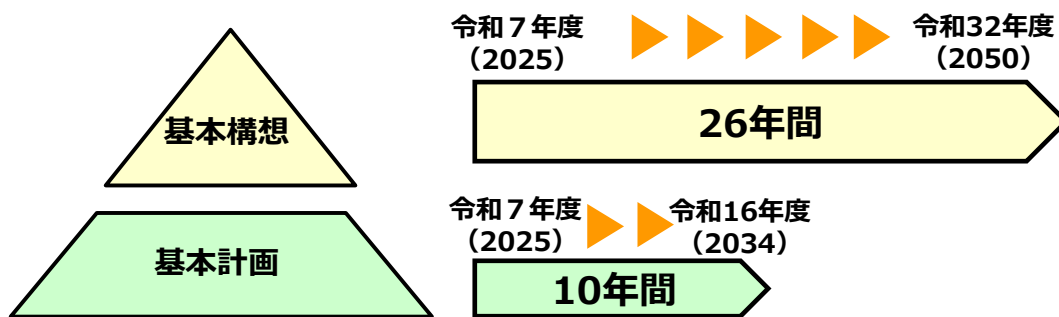 基本構想
令和７年度
（2025）
令和32年度
（2050）
26年間
基本計画
令和７年度
（2025）
令和16年度
（2034）
10年間